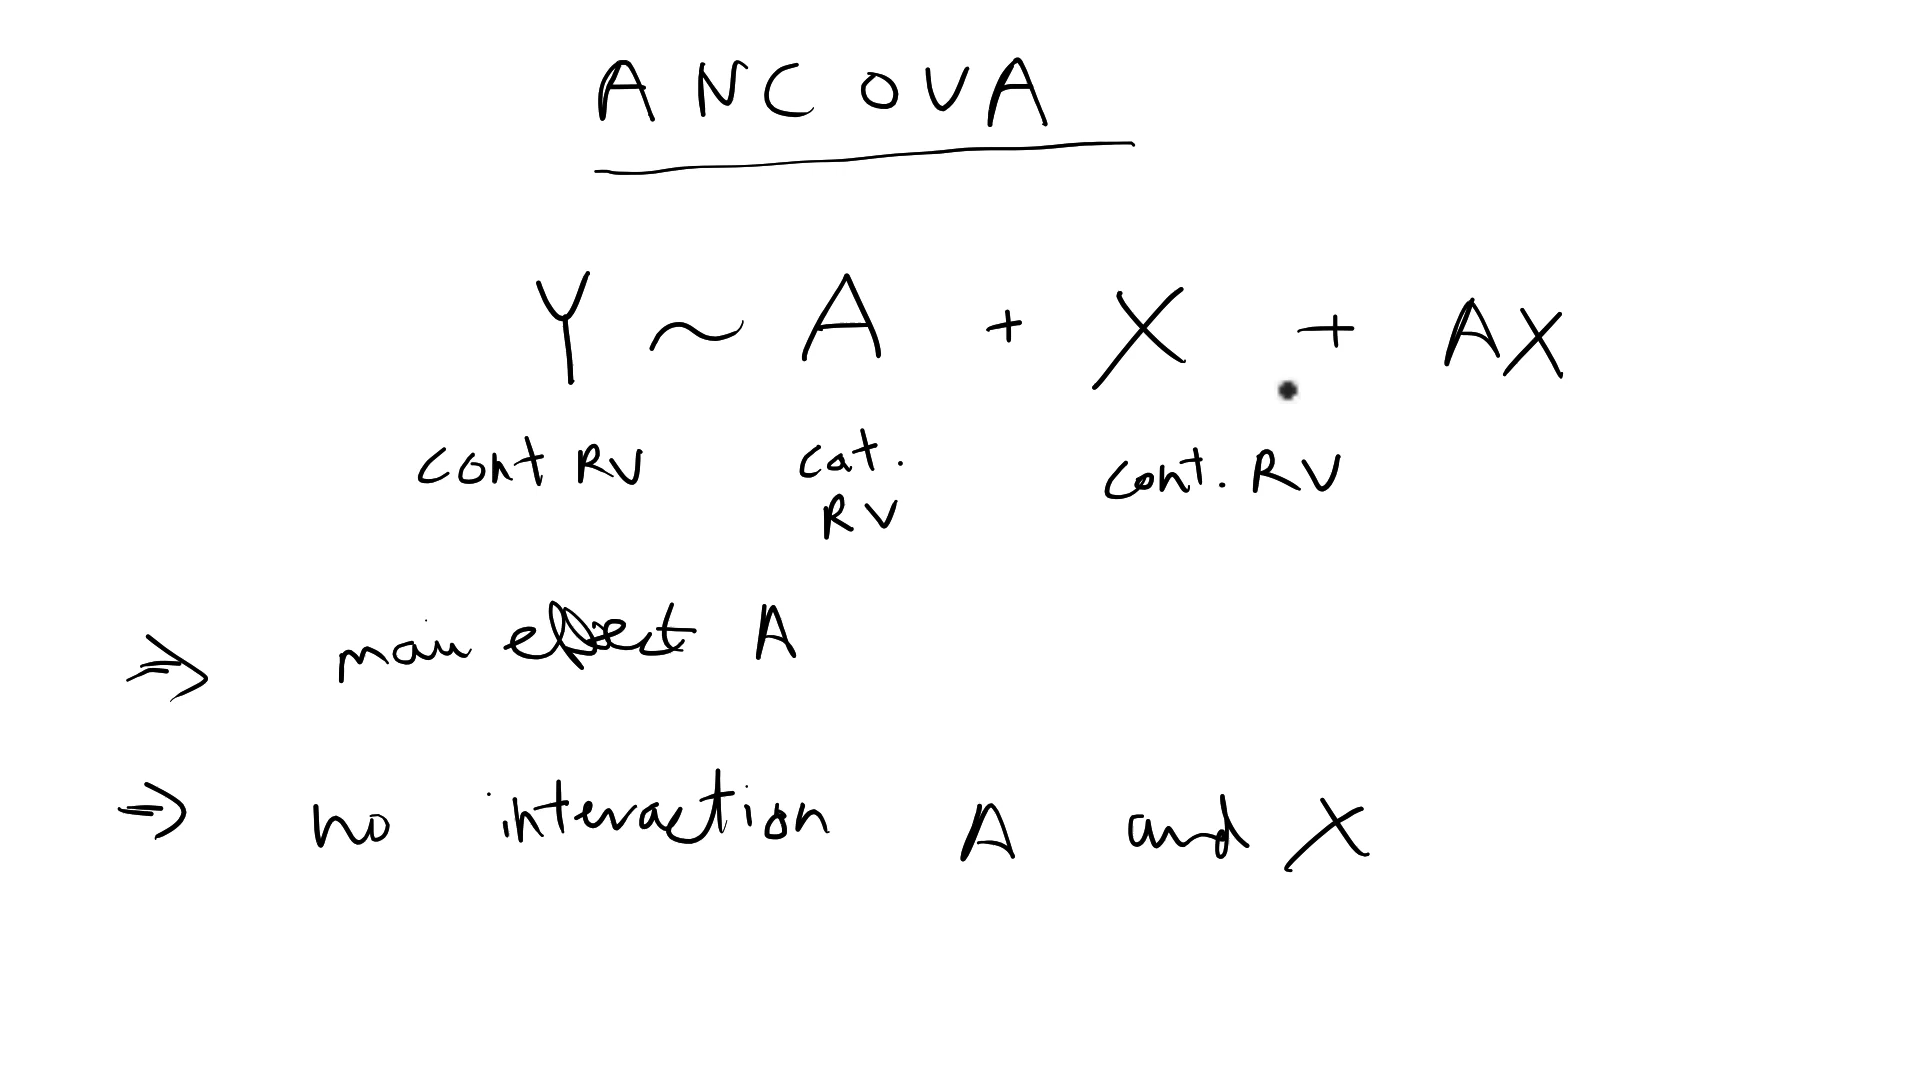 ANCOVA
Y ~ A + X + AX
cont RV cat. RV cont. RV
⇒ main effect A
⇒ no interaction A and X